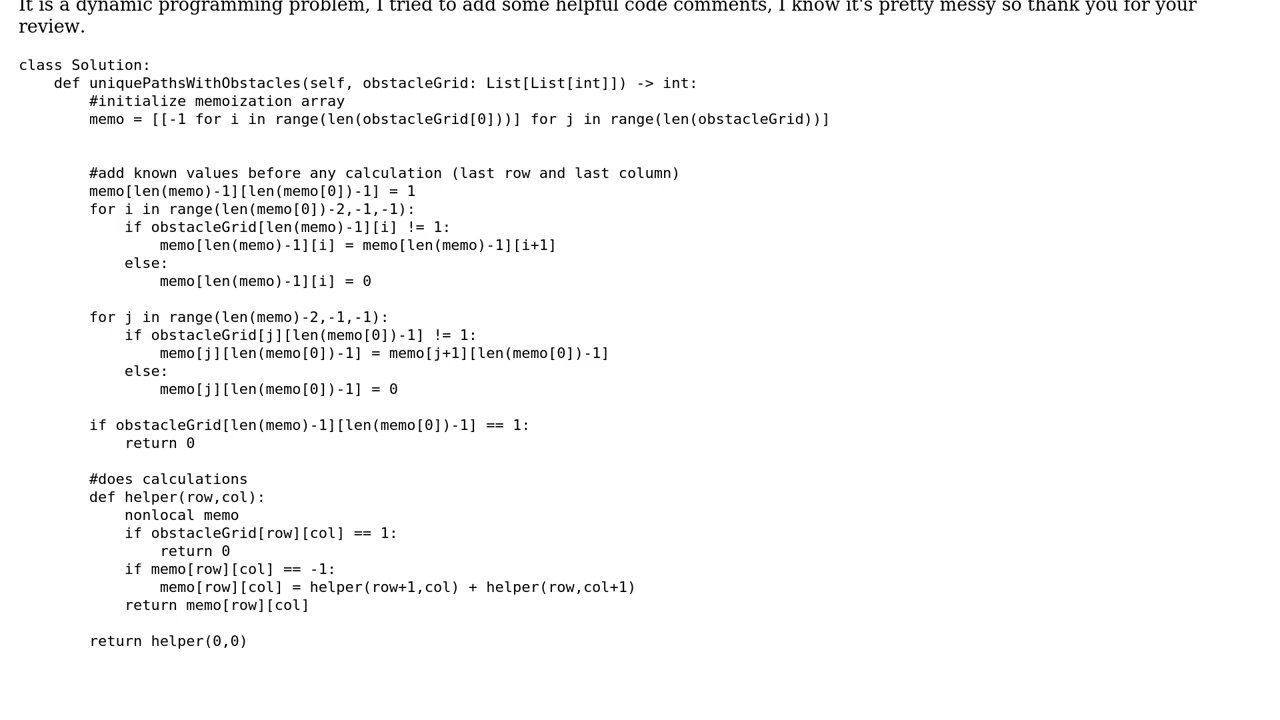 It is a dynamic programming problem, I tried to add some helpful code comments, I know it's pretty messy so thank you for your
review.
class Solution:
    def uniquePathsWithObstacles(self, obstacleGrid: List[List[int]]) -> int:
        #initialize memoization array
        memo = [[-1 for i in range(len(obstacleGrid[0]))] for j in range(len(obstacleGrid))]
        #add known values before any calculation (last row and last column)
        memo[len(memo)-1][len(memo[0])-1] = 1
        for i in range(len(memo[0])-2,-1,-1):
            if obstacleGrid[len(memo)-1][i] != 1:
                memo[len(memo)-1][i] = memo[len(memo)-1][i+1]
            else:
                memo[len(memo)-1][i] = 0
        for j in range(len(memo)-2,-1,-1):
            if obstacleGrid[j][len(memo[0])-1] != 1:
                memo[j][len(memo[0])-1] = memo[j+1][len(memo[0])-1]
            else:
                memo[j][len(memo[0])-1] = 0
        if obstacleGrid[len(memo)-1][len(memo[0])-1] == 1:
            return 0
        #does calculations
        def helper(row,col):
            nonlocal memo
            if obstacleGrid[row][col] == 1:
                return 0
            if memo[row][col] == -1:
                memo[row][col] = helper(row+1,col) + helper(row,col+1)
            return memo[row][col]
        return helper(0,0)